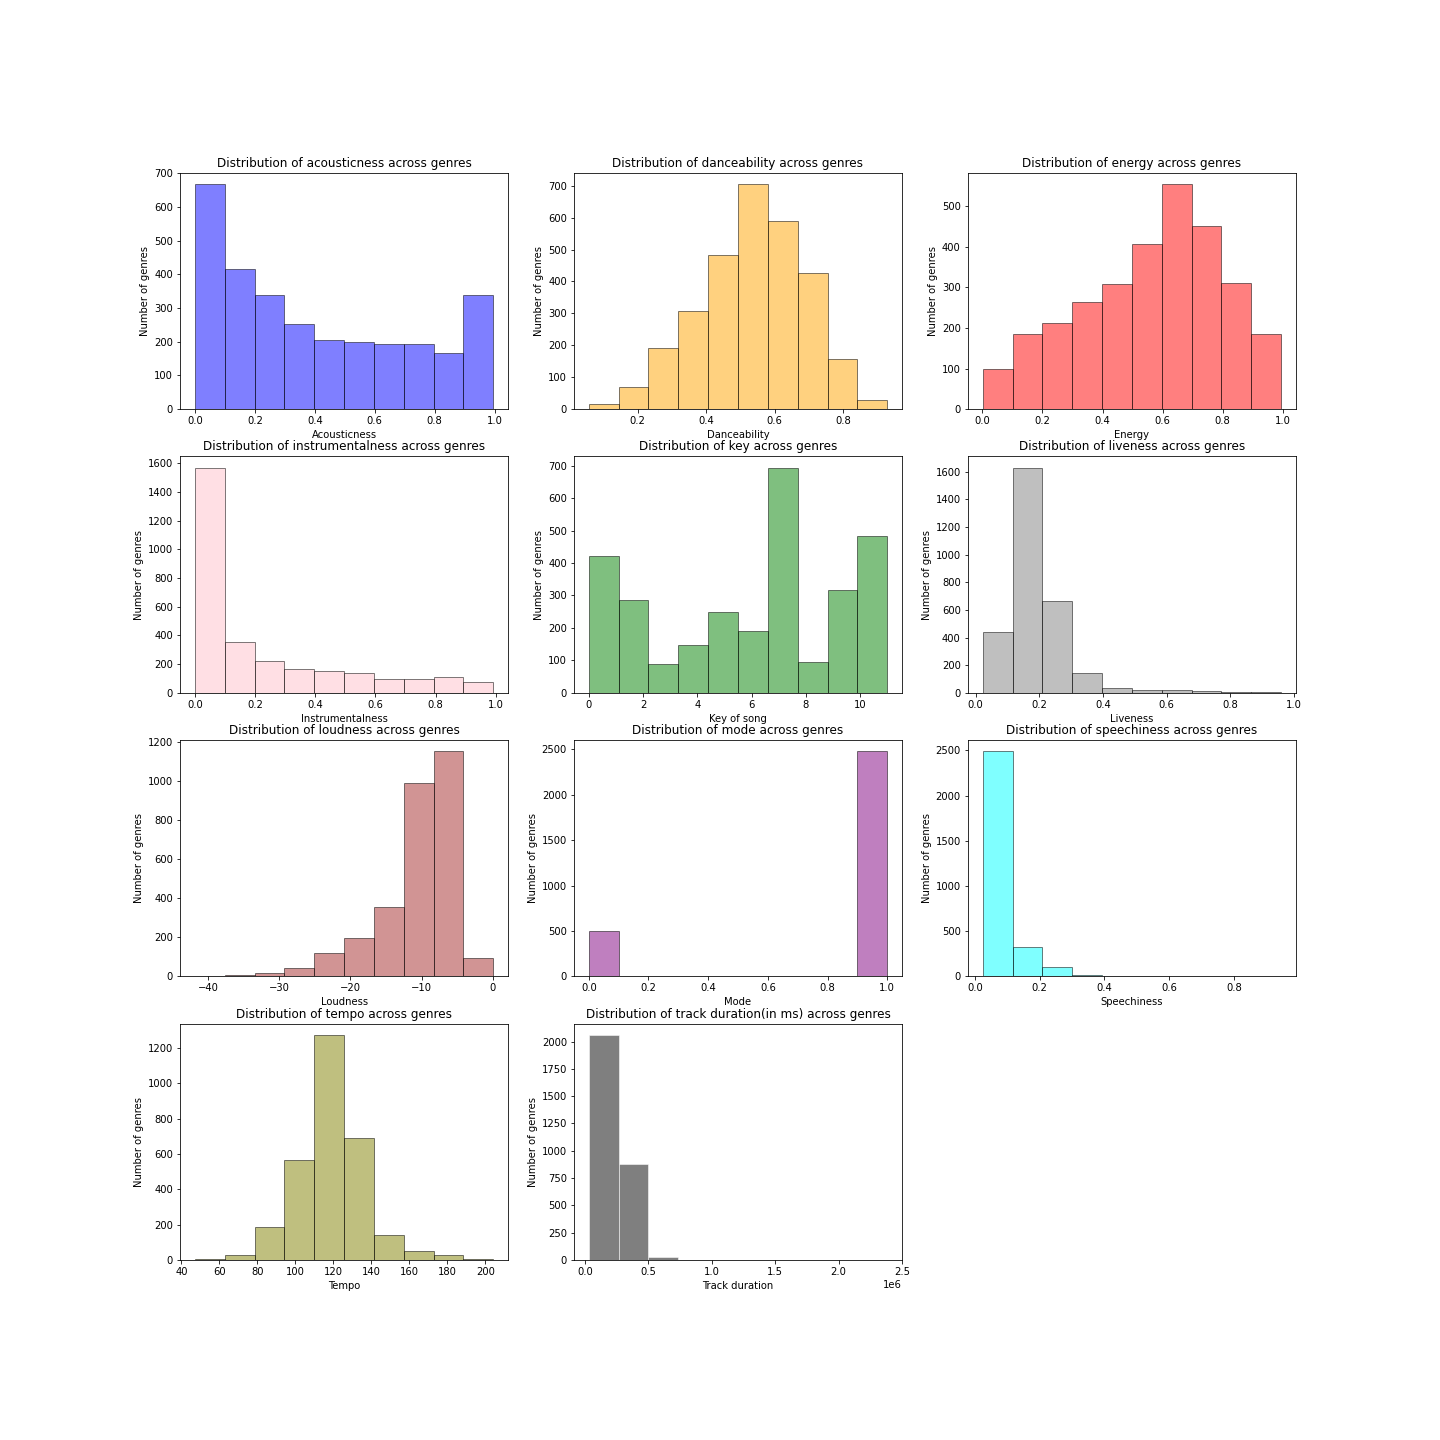 Distribution of acousticness across genres
Number of genres
700
600
500
400
300
200
100
0
0.0 0.2 0.4 0.6 0.8 1.0
Acousticness
Distribution of danceability across genres
Number of genres
700
600
500
400
300
200
100
0
0.2 0.4 0.6 0.8
Danceability
Distribution of energy across genres
Number of genres
500
400
300
200
100
0
0.0 0.2 0.4 0.6 0.8 1.0
Energy
Distribution of instrumentalness across genres
Number of genres
1600
1400
1200
1000
800
600
400
200
0
0.0 0.2 0.4 0.6 0.8 1.0
Instrumentalness
Distribution of key across genres
Number of genres
700
600
500
400
300
200
100
0
0 2 4 6 8 10
Key of song
Distribution of liveness across genres
Number of genres
1600
1400
1200
1000
800
600
400
200
0
0.0 0.2 0.4 0.6 0.8 1.0
Liveness
Distribution of loudness across genres
Number of genres
1200
1000
800
600
400
200
0
−40 −30 −20 −10 0
Loudness
Distribution of mode across genres
Number of genres
2500
2000
1500
1000
500
0
0.0 0.2 0.4 0.6 0.8 1.0
Mode
Distribution of speechiness across genres
Number of genres
2500
2000
1500
1000
500
0
0.0 0.2 0.4 0.6 0.8
Speechiness
Distribution of tempo across genres
Number of genres
1200
1000
800
600
400
200
0
40 60 80 100 120 140 160 180 200
Tempo
Distribution of track duration(in ms) across genres
Number of genres
2000
1750
1500
1250
1000
750
500
250
0
0.0 0.5 1.0 1.5 2.0 2.5
1e6
Track duration